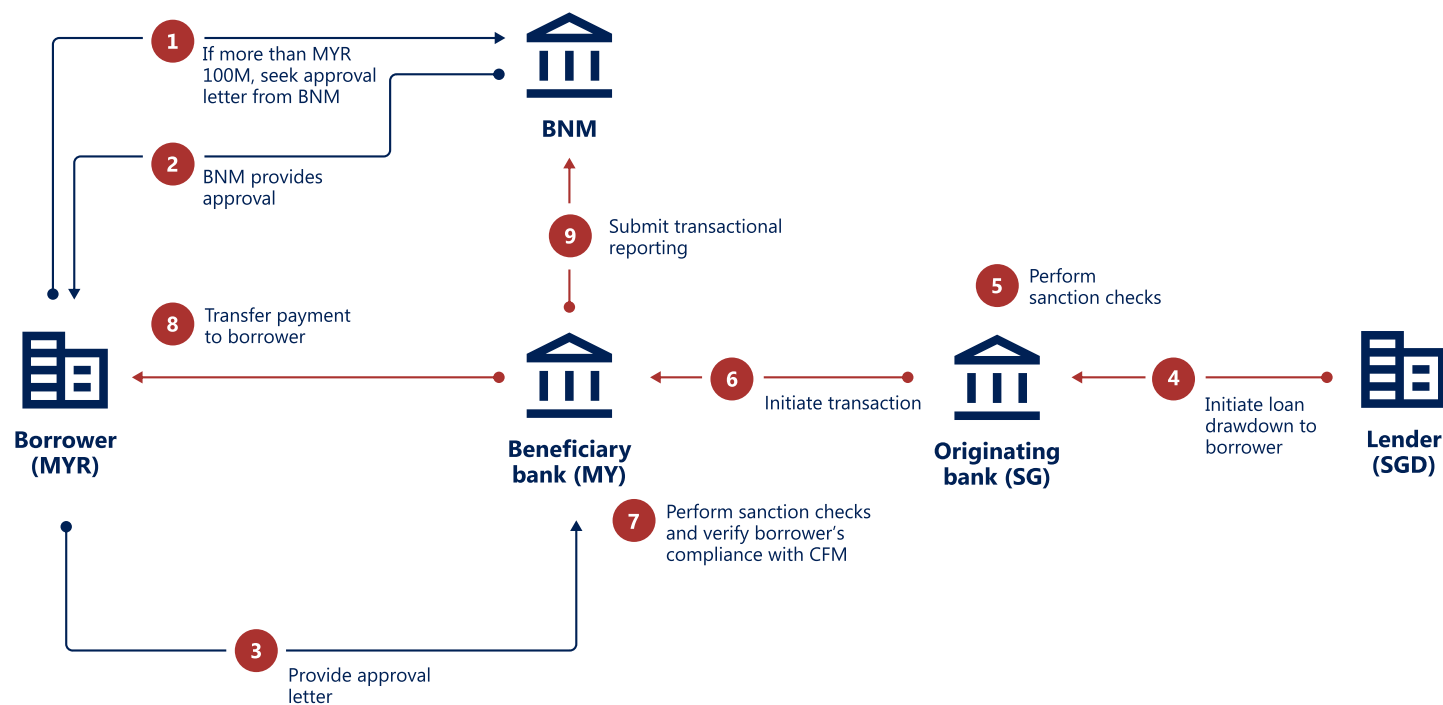 1
If more than MYR
100M, seek approval
letter from BNM
BNM
2
BNM provides
approval
9
Submit transactional
reporting
5
Perform
sanction checks
8
Transfer payment
to borrower
6
Initiate transaction
4
Initiate loan
drawdown to
borrower
Borrower
(MYR)
Beneficiary
bank (MY)
Originating
bank (SG)
Lender
(SGD)
7
Perform sanction checks
and verify borrower’s
compliance with CFM
3
Provide approval
letter